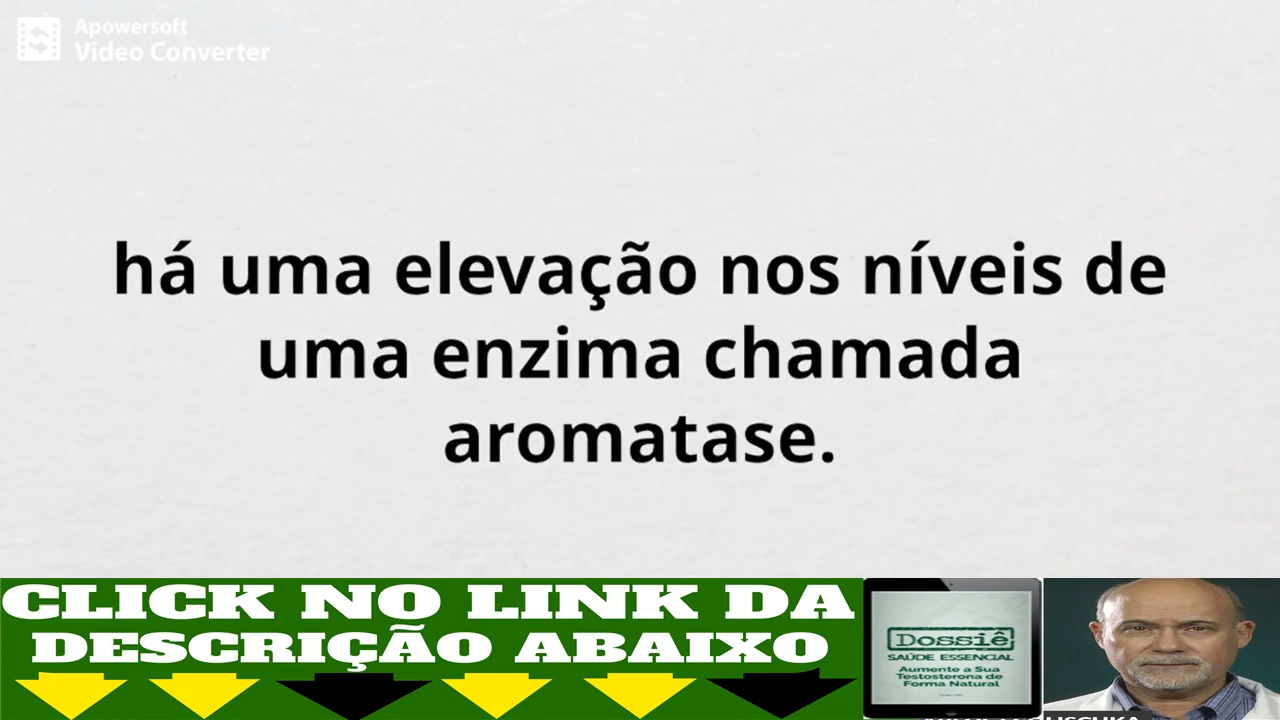 Apowersoft
Video Converter
há uma elevação nos níveis de
uma enzima chamada
aromatase.
CLICK NO LINK DA
DESCRIÇÃO ABAIXO
Dossiê
SAÚDE ESSENCIAL
Aumente a Sua
Testosterona de
Forma Natural